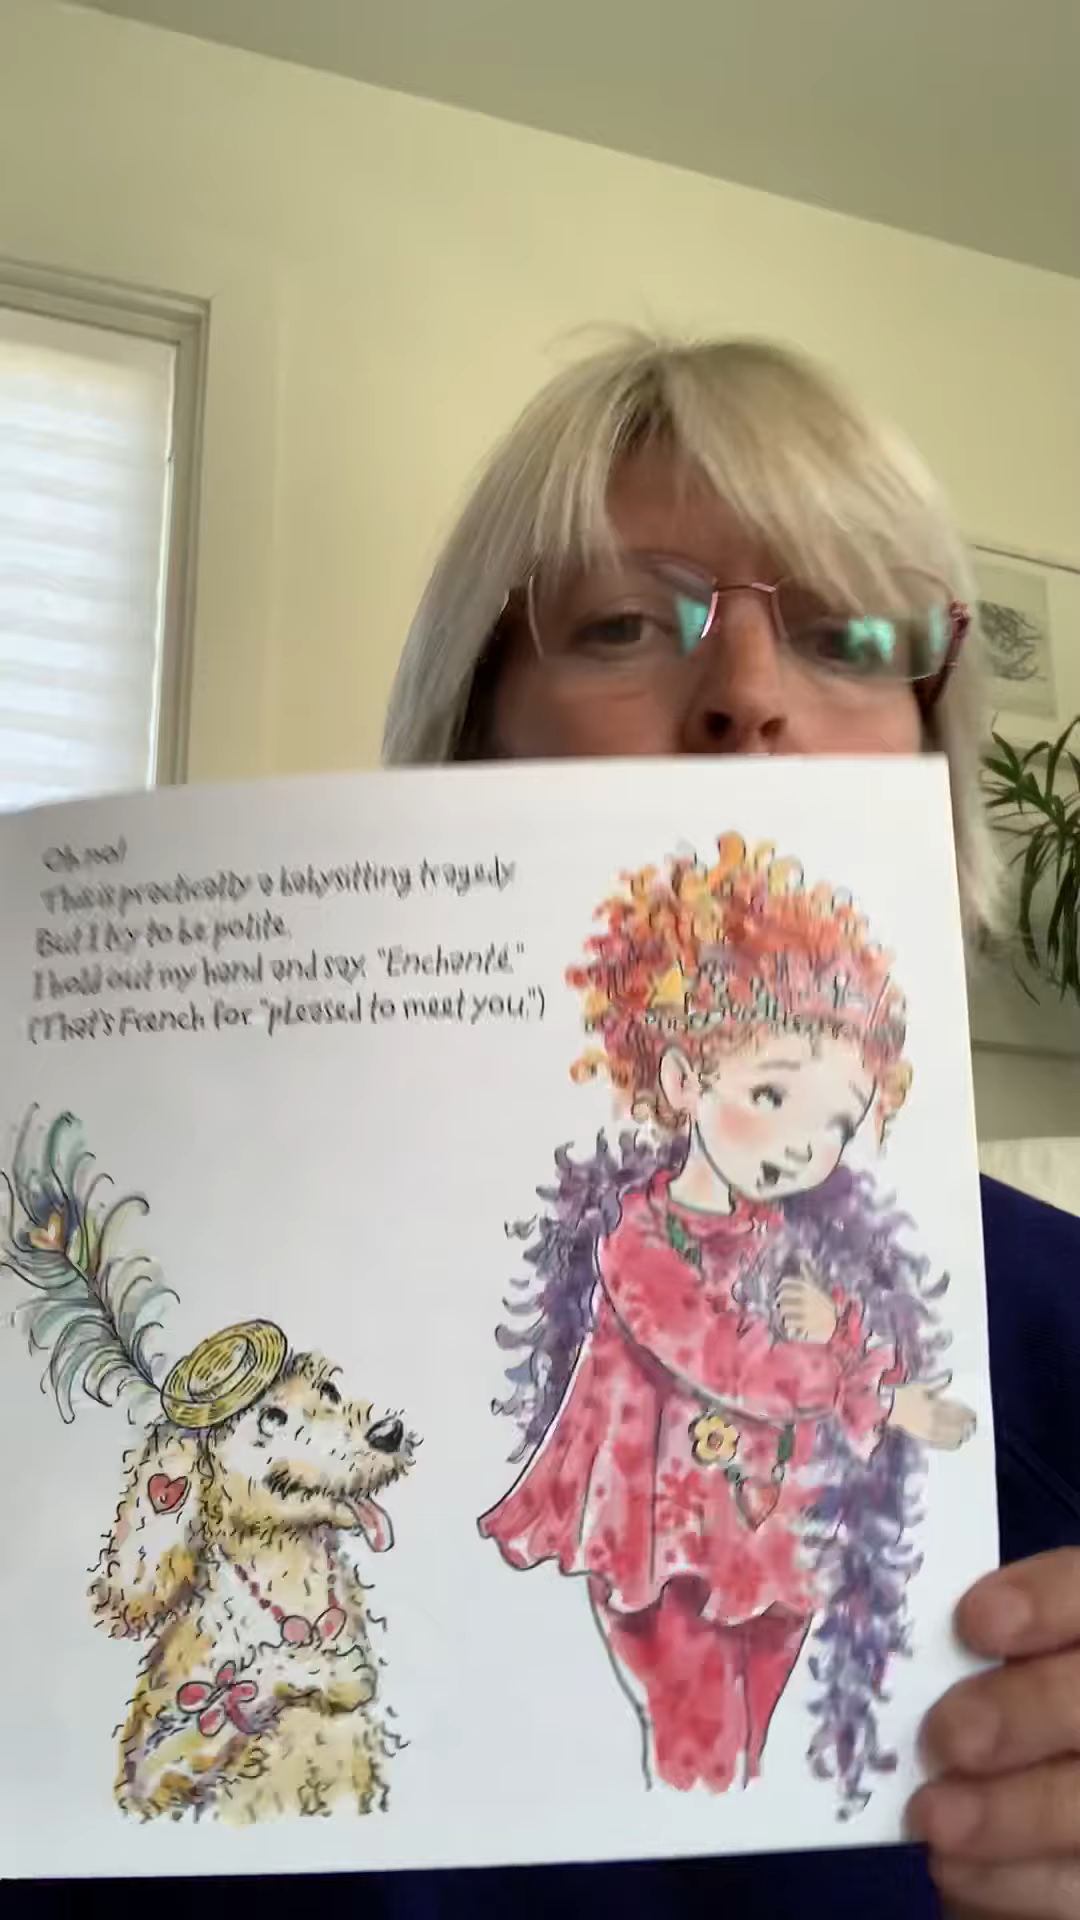 Oh no!
This is practically a babysitting tragedy
But I try to be polite.
I hold out my hand and say, "Enchanté."
(That's French for "pleased to meet you.")